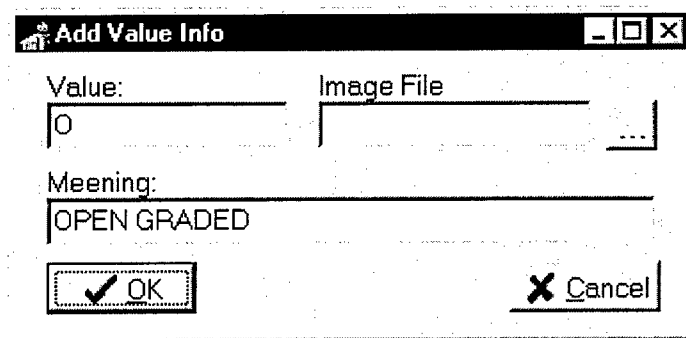 Add Value Info
Value: Image File
O ...
Meening:
OPEN GRADED
OK Cancel